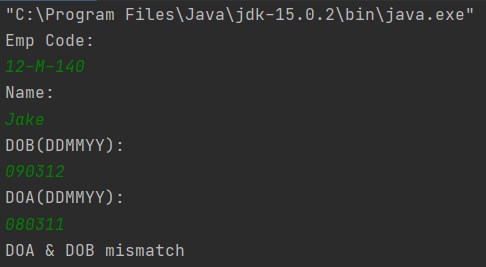 "C:\Program Files\Java\jdk-15.0.2\bin\java.exe"
Emp Code:
12-M-140
Name:
Jake
DOB(DDMMYY):
090312
DOA(DDMMYY):
080311
DOA & DOB mismatch